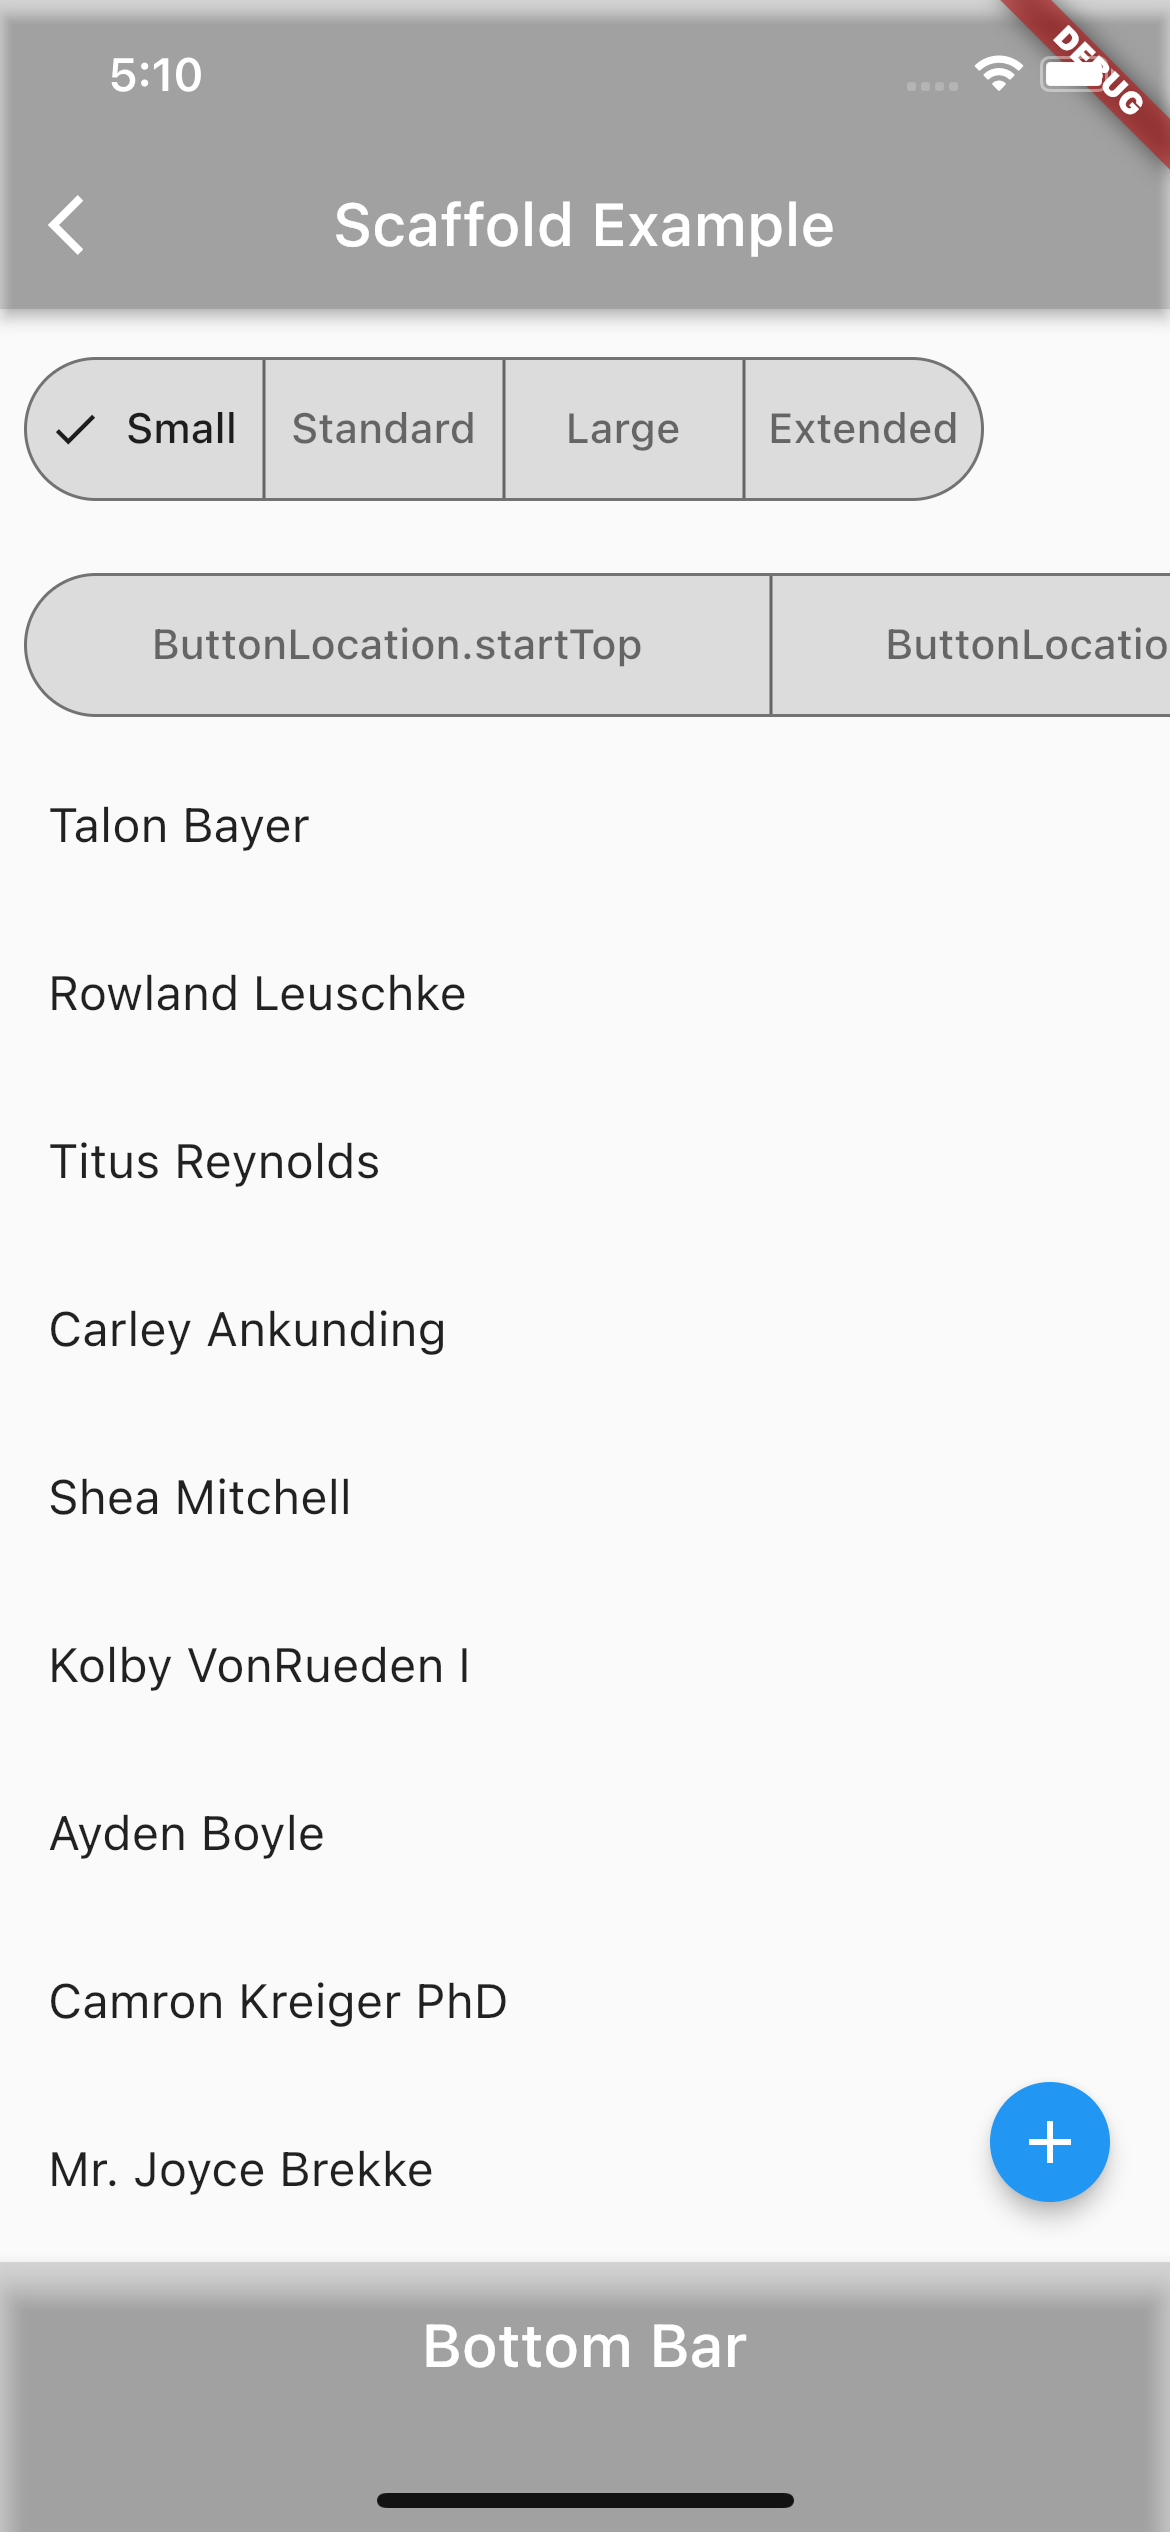 5:10
DEBUG
Scaffold Example
Small Standard Large Extended
ButtonLocation.startTop ButtonLocatio
Talon Bayer
Rowland Leuschke
Titus Reynolds
Carley Ankunding
Shea Mitchell
Kolby VonRueden I
Ayden Boyle
Camron Kreiger PhD
Mr. Joyce Brekke
Bottom Bar